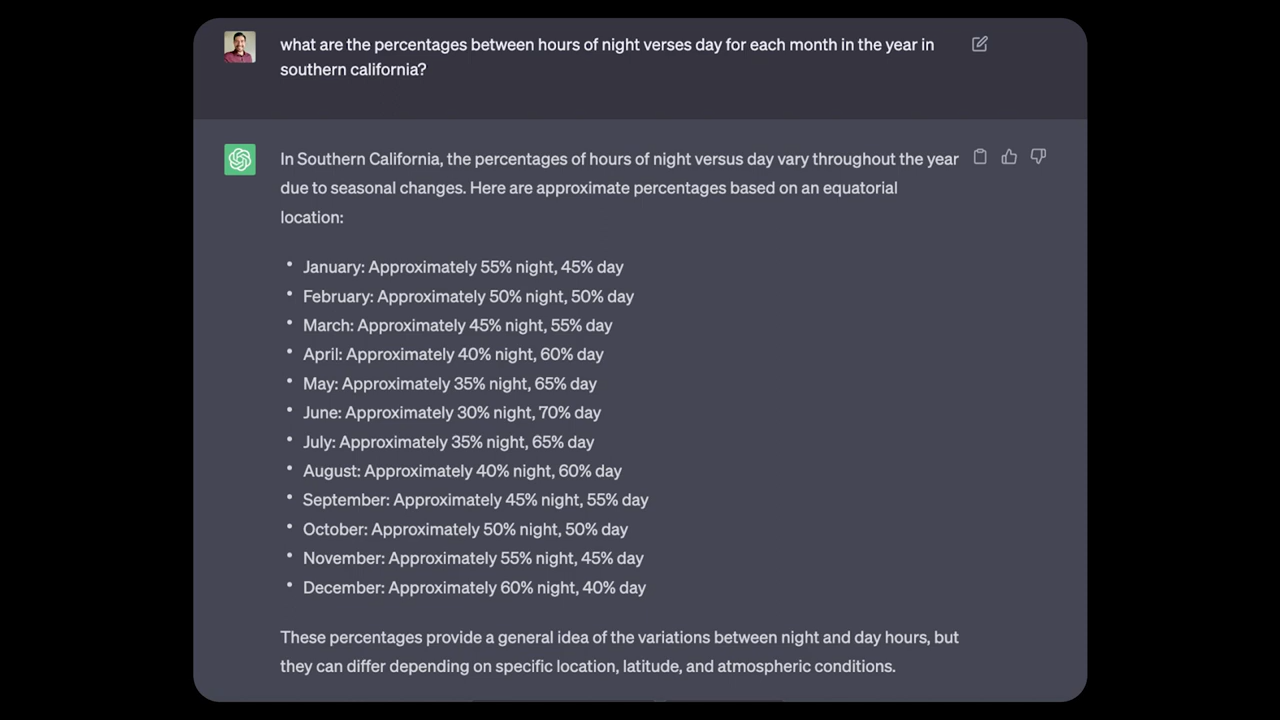 what are the percentages between hours of night verses day for each month in the year in
southern california?
In Southern California, the percentages of hours of night versus day vary throughout the year
due to seasonal changes. Here are approximate percentages based on an equatorial
location:
• January: Approximately 55% night, 45% day
• February: Approximately 50% night, 50% day
• March: Approximately 45% night, 55% day
• April: Approximately 40% night, 60% day
• May: Approximately 35% night, 65% day
• June: Approximately 30% night, 70% day
• July: Approximately 35% night, 65% day
• August: Approximately 40% night, 60% day
• September: Approximately 45% night, 55% day
• October: Approximately 50% night, 50% day
• November: Approximately 55% night, 45% day
• December: Approximately 60% night, 40% day
These percentages provide a general idea of the variations between night and day hours, but
they can differ depending on specific location, latitude, and atmospheric conditions.